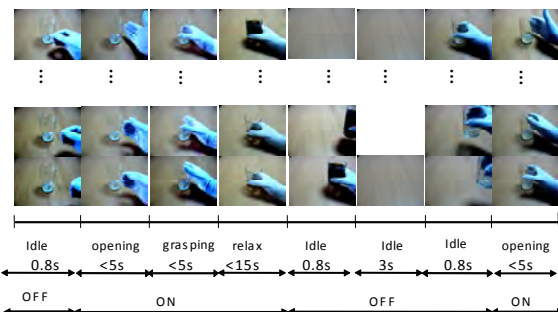 Idle opening grasping relax Idle Idle Idle opening
0.8s <5s <5s <15s 0.8s 3s 0.8s <5s
OFF ON OFF ON